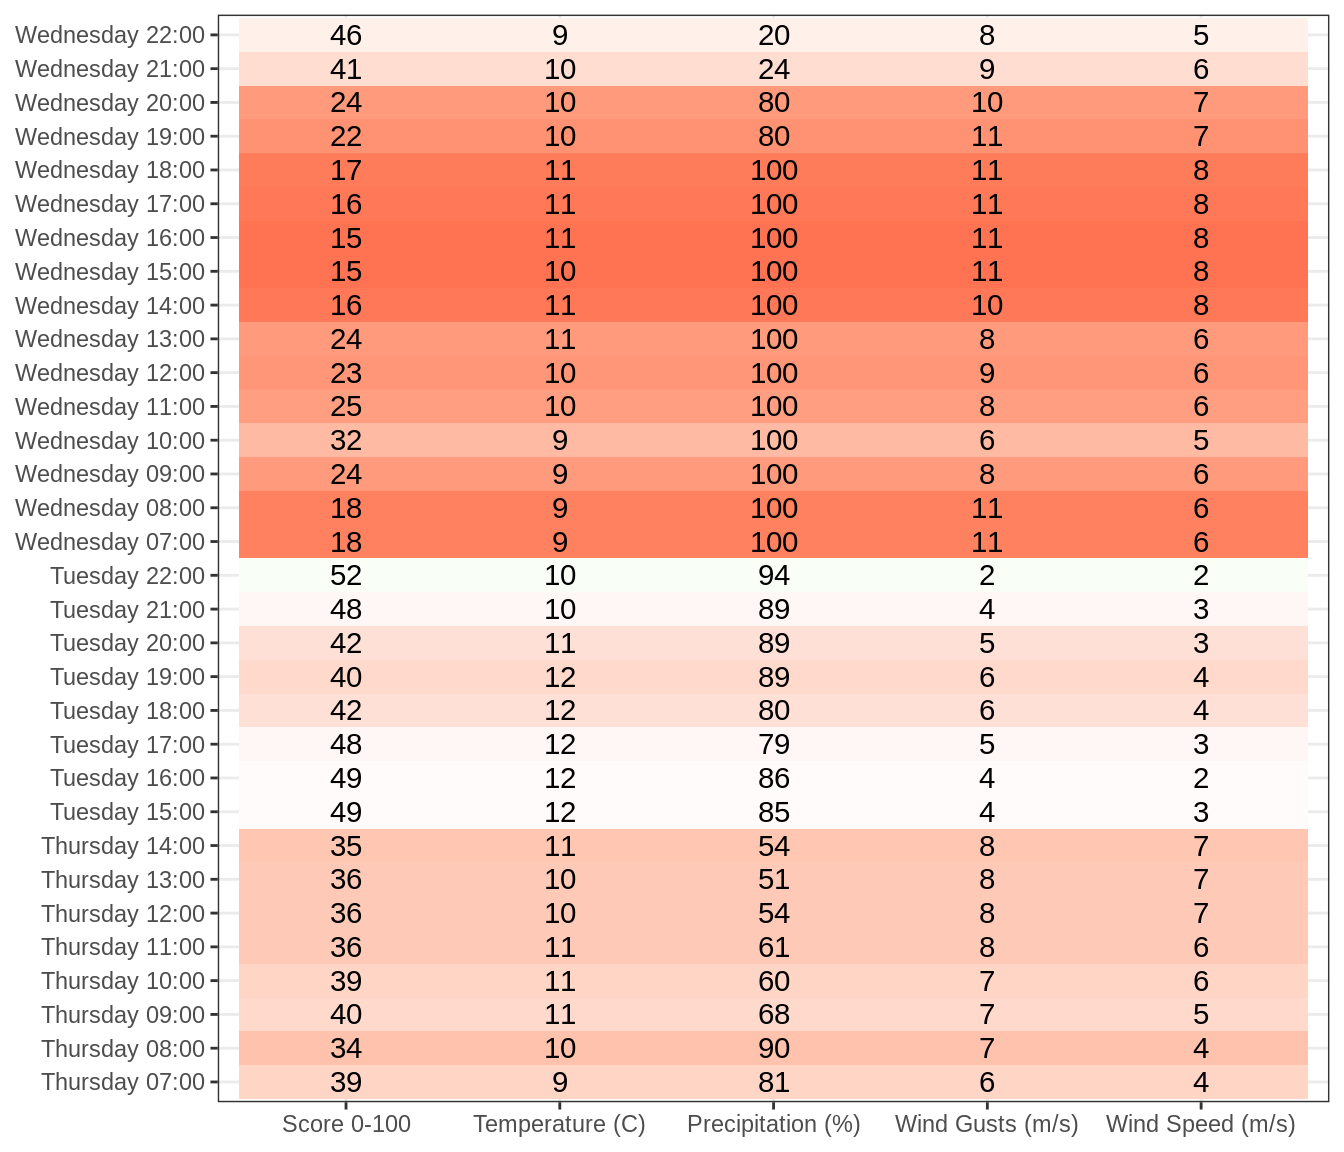 Wednesday 22:00 46 9 20 8 5
Wednesday 21:00 41 10 24 9 6
Wednesday 20:00 24 10 80 10 7
Wednesday 19:00 22 10 80 11 7
Wednesday 18:00 17 11 100 11 8
Wednesday 17:00 16 11 100 11 8
Wednesday 16:00 15 11 100 11 8
Wednesday 15:00 15 10 100 11 8
Wednesday 14:00 16 11 100 10 8
Wednesday 13:00 24 11 100 8 6
Wednesday 12:00 23 10 100 9 6
Wednesday 11:00 25 10 100 8 6
Wednesday 10:00 32 9 100 6 5
Wednesday 09:00 24 9 100 8 6
Wednesday 08:00 18 9 100 11 6
Wednesday 07:00 18 9 100 11 6
Tuesday 22:00 52 10 94 2 2
Tuesday 21:00 48 10 89 4 3
Tuesday 20:00 42 11 89 5 3
Tuesday 19:00 40 12 89 6 4
Tuesday 18:00 42 12 80 6 4
Tuesday 17:00 48 12 79 5 3
Tuesday 16:00 49 12 86 4 2
Tuesday 15:00 49 12 85 4 3
Thursday 14:00 35 11 54 8 7
Thursday 13:00 36 10 51 8 7
Thursday 12:00 36 10 54 8 7
Thursday 11:00 36 11 61 8 6
Thursday 10:00 39 11 60 7 6
Thursday 09:00 40 11 68 7 5
Thursday 08:00 34 10 90 7 4
Thursday 07:00 39 9 81 6 4
Score 0-100 Temperature (C) Precipitation (%) Wind Gusts (m/s) Wind Speed (m/s)